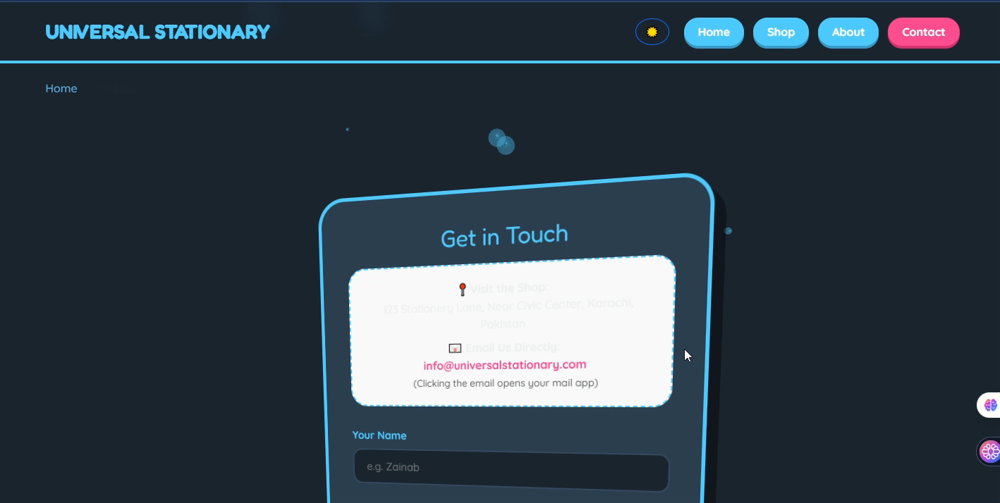 UNIVERSAL STATIONARY
Home
Shop
About
Contact
Home
Get in Touch
Visit the Shop:
123 Stationery Lane, Near Civic Center, Karachi,
Pakistan
Email Us Directly:
info@universalstationary.com
(Clicking the email opens your mail app)
Your Name
e.g. Zainab